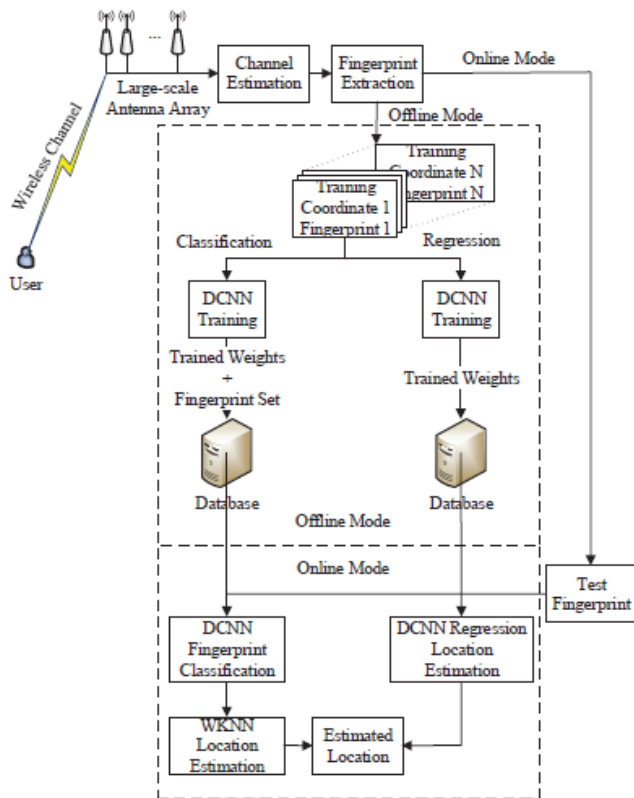 ...
Large-scale
Antenna Array
Channel
Estimation
Fingerprint
Extraction
Online Mode
Offline Mode
Wireless Channel
User
Training
Coordinate N
Fingerprint N
Training
Coordinate 1
Fingerprint 1
Classification
Regression
DCNN
Training
DCNN
Training
Trained Weights
+
Fingerprint Set
Trained Weights
Database
Database
Offline Mode
Online Mode
Test
Fingerprint
DCNN
Fingerprint
Classification
DCNN Regression
Location
Estimation
WKNN
Location
Estimation
Estimated
Location